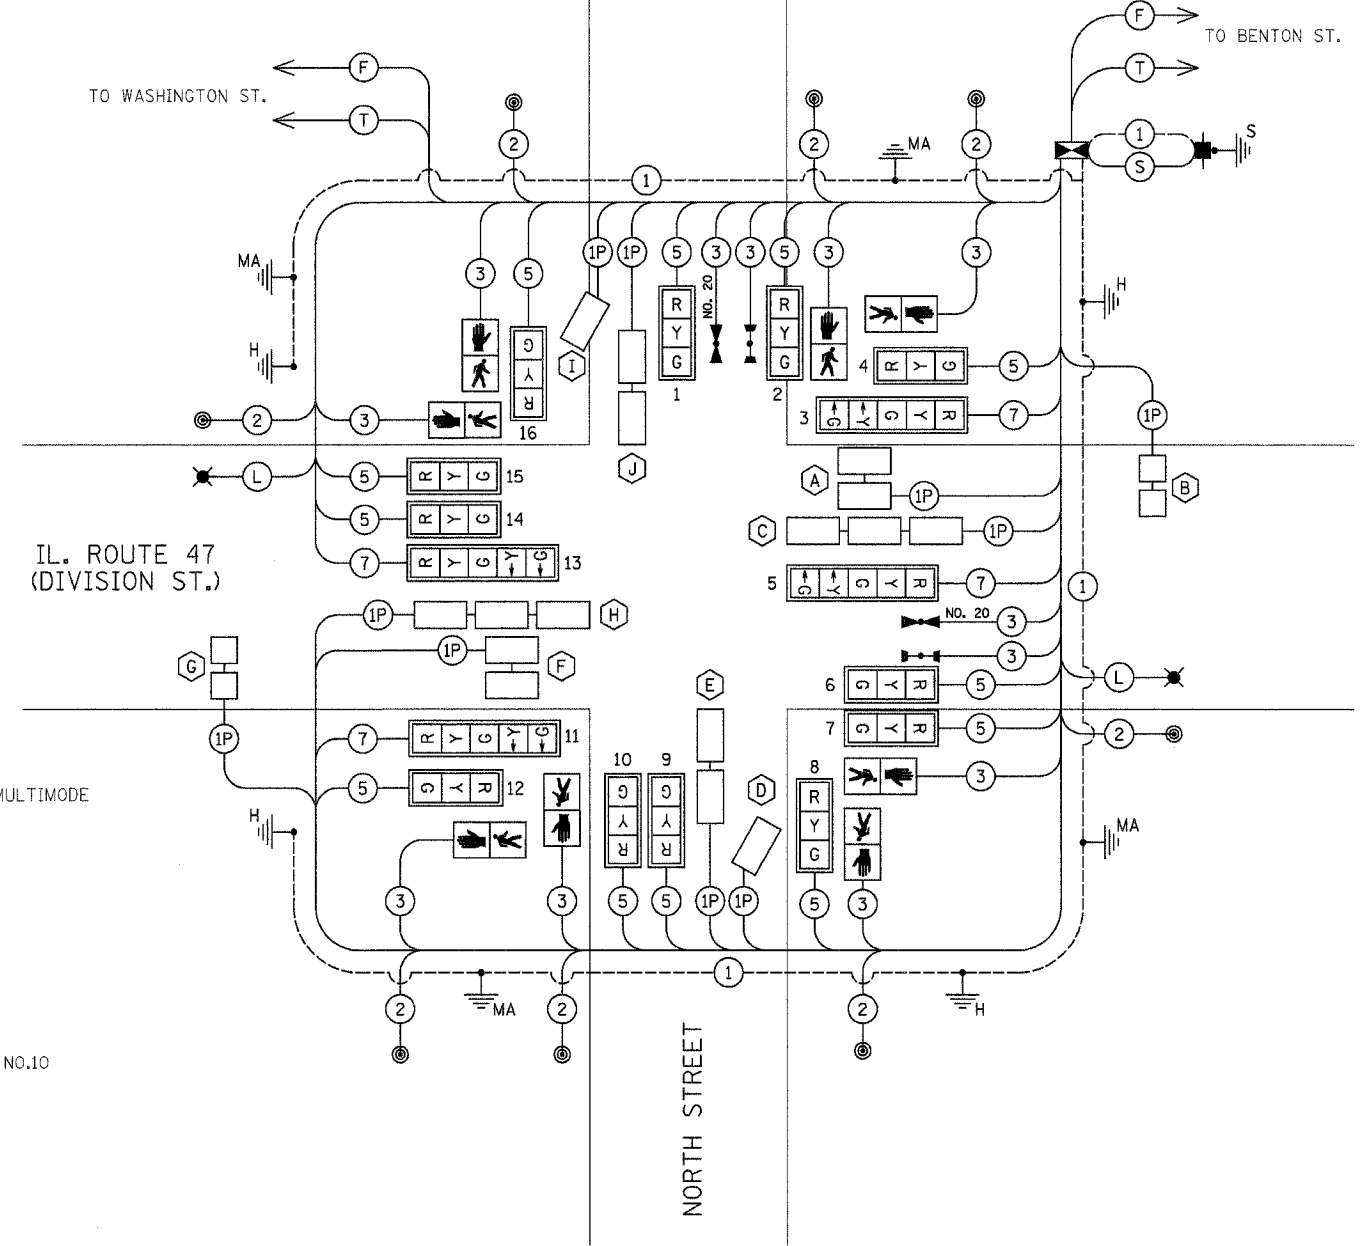 F
TO BENTON ST.
F
T
TO WASHINGTON ST.
T
2
2
2
1
S
S
MA
1
MA
3
5
1P
1P
5
3
3
5
3
3
NO. 20
H
H
R
Y
G
R
Y
G
G
Y
R
I
1
2
4
R Y G
5
2
3
16
3
G Y G Y R
7
1P
L
5
R Y G
15
J
A
1P
B
5
R Y G
14
C
1P
IL. ROUTE 47
(DIVISION ST.)
7
R Y G Y G
13
5
G Y G Y R
7
1
1P
H
NO. 20
3
G
1P
F
3
E
6
G Y R
5
L
1P
7
R Y G Y G
11
7
G Y R
5
2
10
9
8
3
5
G Y R
12
D
MULTIMODE
G
Y
R
G
Y
R
R
Y
G
H
MA
3
3
5
5
1P
1P
5
3
1
2
MA
2
H
2
NO.10
NORTH STREET